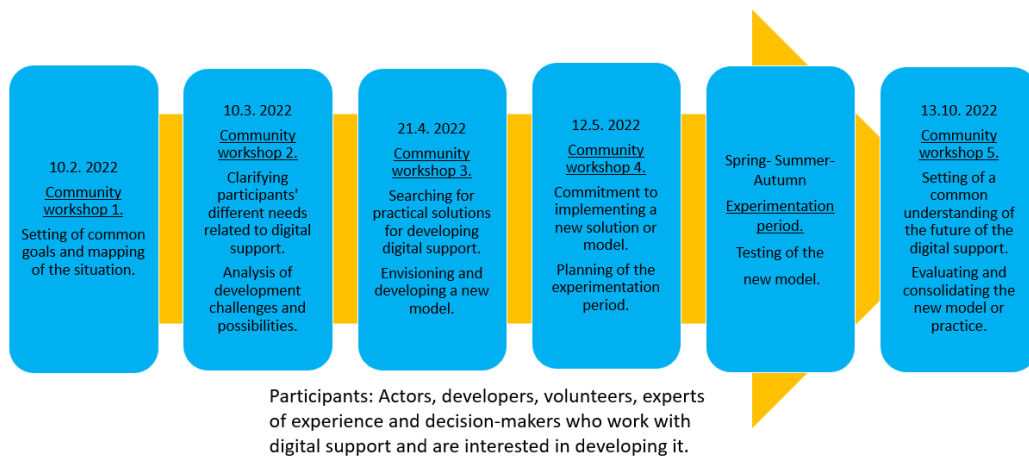 10.2. 2022
Community
workshop 1.
Setting of common
goals and mapping
of the situation.
10.3. 2022
Community
workshop 2.
Clarifying
participants'
different needs
related to digital
support.
Analysis of
development
challenges and
possibilities.
21.4. 2022
Community
workshop 3.
Searching for
practical solutions
for developing
digital support.
Envisioning and
developing a new
model.
12.5. 2022
Community
workshop 4.
Commitment to
implementing a
new solution or
model.
Planning of the
experimentation
period.
Spring- Summer-
Autumn
Experimentation
period.
Testing of the
new model.
13.10. 2022
Community
workshop 5.
Setting of a
common
understanding of
the future of the
digital support.
Evaluating and
consolidating the
new model or
practice.
Participants: Actors, developers, volunteers, experts
of experience and decision-makers who work with
digital support and are interested in developing it.